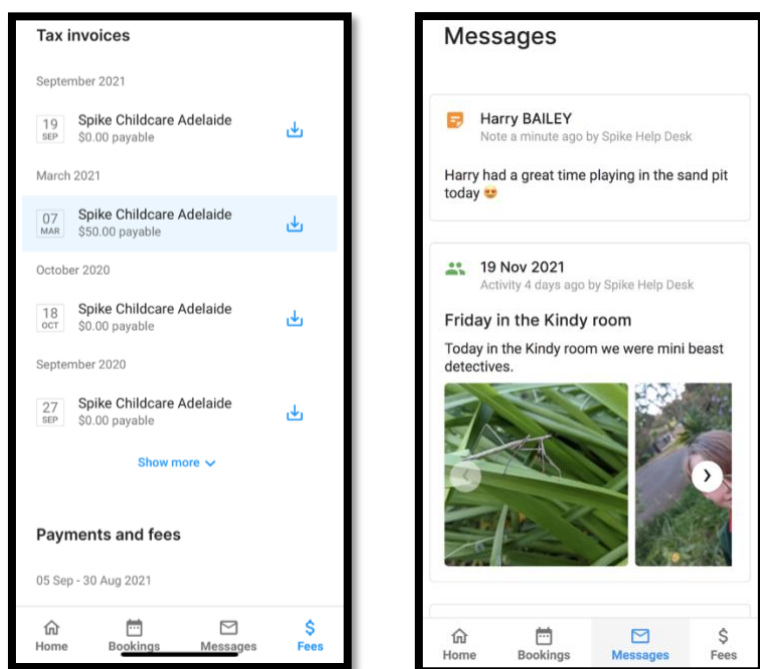 Tax invoices
September 2021
19
SEP
Spike Childcare Adelaide
$0.00 payable
March 2021
07
MAR
Spike Childcare Adelaide
$50.00 payable
October 2020
18
OCT
Spike Childcare Adelaide
$0.00 payable
September 2020
27
SEP
Spike Childcare Adelaide
$0.00 payable
Show more
Payments and fees
05 Sep - 30 Aug 2021
Home Bookings Messages $ Fees
Messages
Harry BAILEY
Note a minute ago by Spike Help Desk
Harry had a great time playing in the sand pit
today 😍
19 Nov 2021
Activity 4 days ago by Spike Help Desk
Friday in the Kindy room
Today in the Kindy room we were mini beast
detectives.
Home Bookings Messages $ Fees